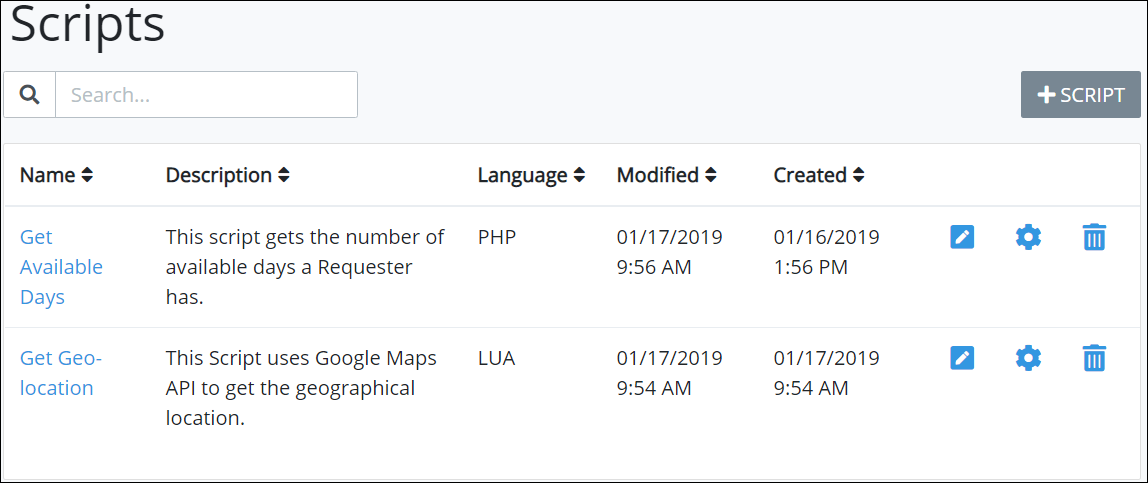 Scripts
Search...
SCRIPT
Name Description Language Modified Created
Get This script gets the number of PHP 01/17/2019 01/16/2019
Available available days a Requester 9:56 AM 1:56 PM
Days has.
Get Geo- This Script uses Google Maps LUA 01/17/2019 01/17/2019
location API to get the geographical 9:54 AM 9:54 AM
location.